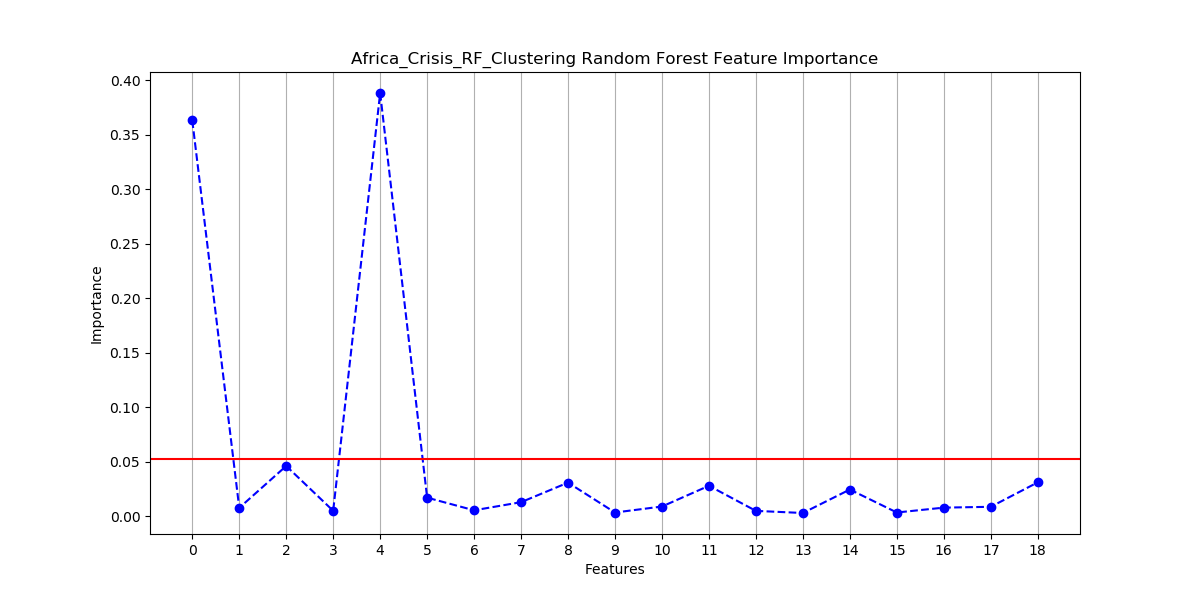 Africa_Crisis_RF_Clustering Random Forest Feature Importance
0.40
0.35
0.30
0.25
0.20
0.15
0.10
0.05
0.00
Importance
0 1 2 3 4 5 6 7 8 9 10 11 12 13 14 15 16 17 18
Features